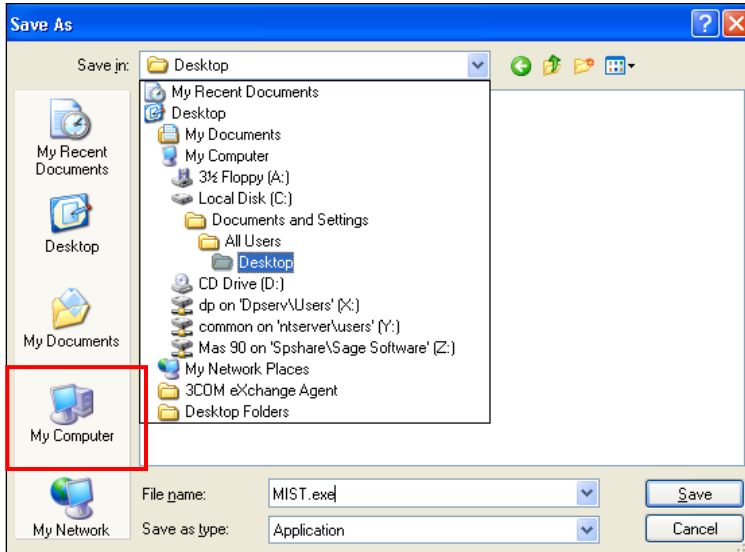 Save As
Save in:
Desktop
My Recent Documents
Desktop
My Documents
My Computer
3½ Floppy (A:)
Local Disk (C:)
Documents and Settings
All Users
Desktop
CD Drive (D:)
dp on 'Dpserv\Users' (X:)
common on 'ntserver\users' (Y:)
Mas 90 on 'Spshare\Sage Software' (Z:)
My Network Places
3COM eXchange Agent
Desktop Folders
My Recent
Documents
Desktop
My Documents
My Computer
My Network
File name:
MIST.exe
Save
Save as type:
Application
Cancel